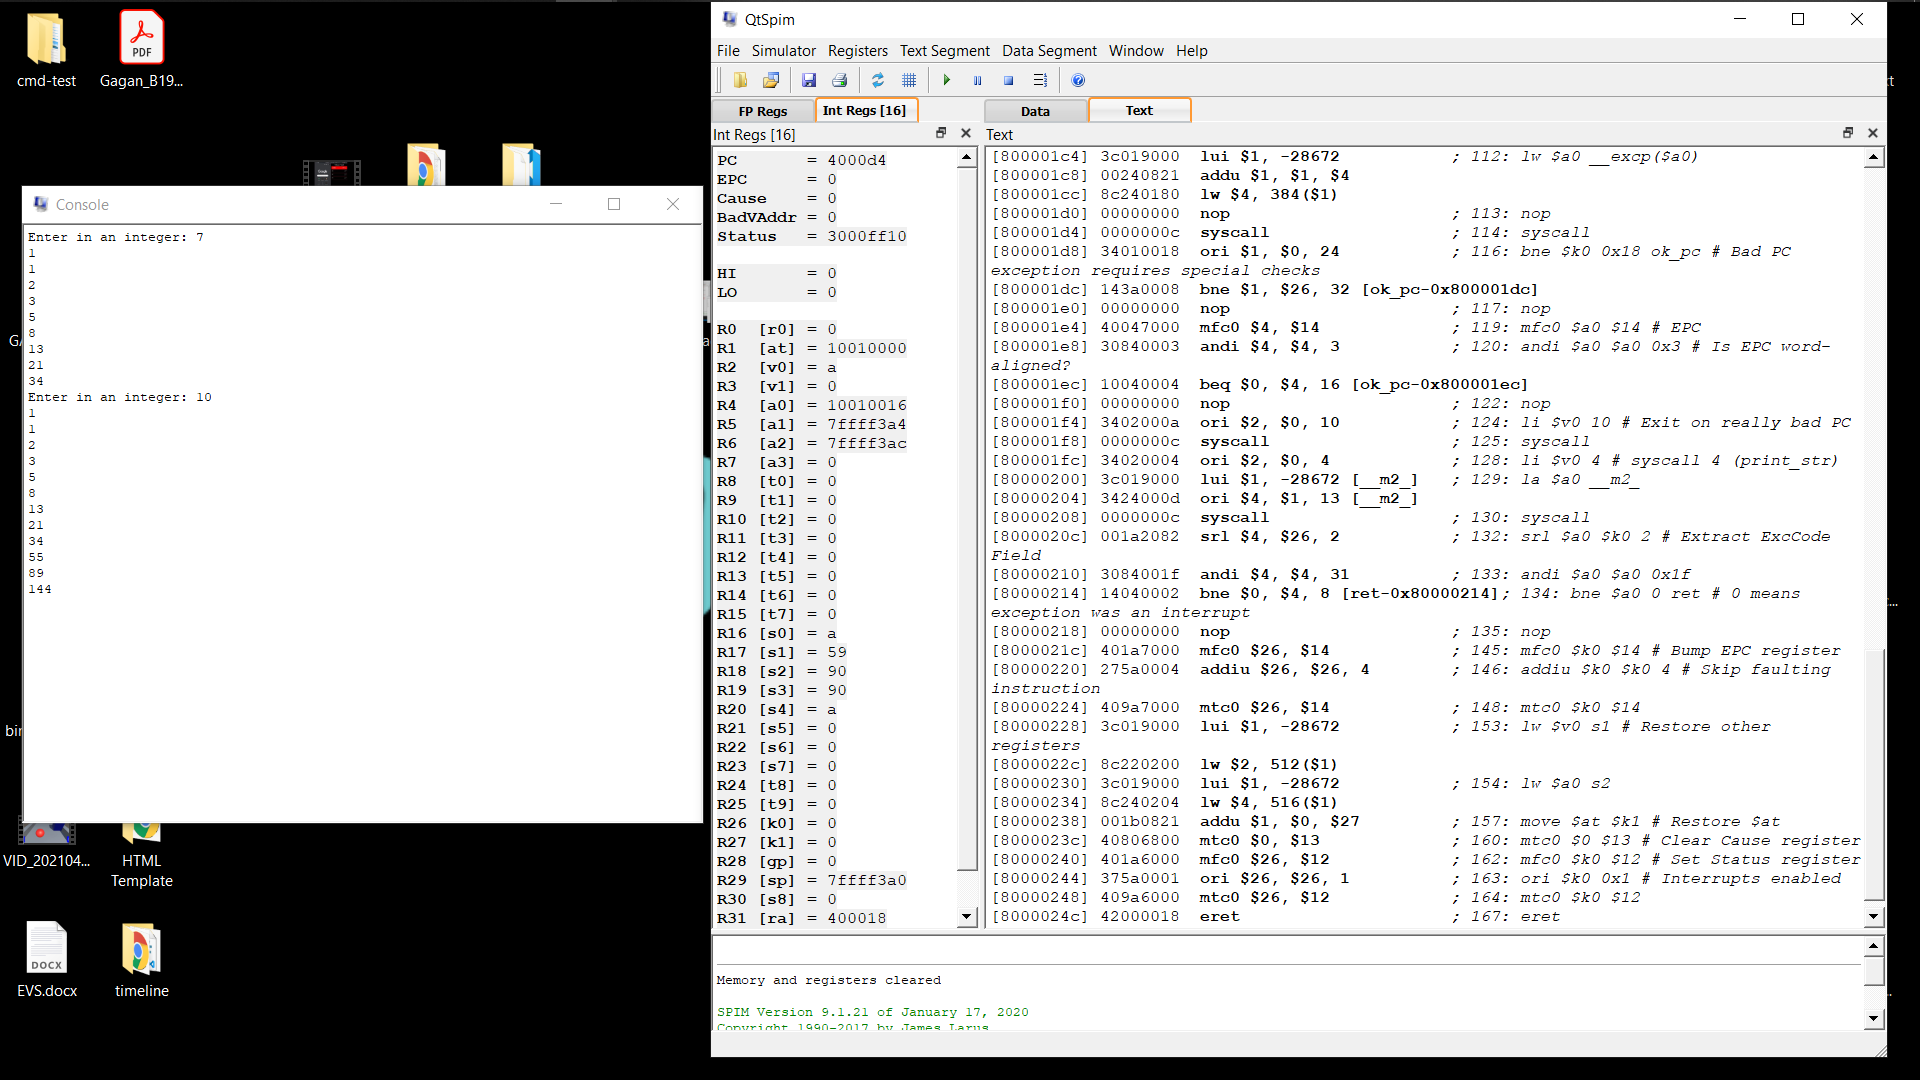 cmd-test
Gagan_B19...
PDF
Console
Enter in an integer: 7
1
1
2
3
5
8
13
21
34
Enter in an integer: 10
1
1
2
3
5
8
13
21
34
55
89
144
VID_202104...
HTML
Template
DOCX
EVS.docx
timeline
QtSpim
File Simulator Registers Text Segment Data Segment Window Help
FP Regs
Int Regs [16]
Data
Text
Int Regs [16]
PC = 4000d4
EPC = 0
Cause = 0
BadVAddr = 0
Status = 3000ff10
HI = 0
LO = 0
R0 [r0] = 0
R1 [at] = 10010000
R2 [v0] = a
R3 [v1] = 0
R4 [a0] = 10010016
R5 [a1] = 7ffff3a4
R6 [a2] = 7ffff3ac
R7 [a3] = 0
R8 [t0] = 0
R9 [t1] = 0
R10 [t2] = 0
R11 [t3] = 0
R12 [t4] = 0
R13 [t5] = 0
R14 [t6] = 0
R15 [t7] = 0
R16 [s0] = a
R17 [s1] = 59
R18 [s2] = 90
R19 [s3] = 90
R20 [s4] = a
R21 [s5] = 0
R22 [s6] = 0
R23 [s7] = 0
R24 [t8] = 0
R25 [t9] = 0
R26 [k0] = 0
R27 [k1] = 0
R28 [gp] = 0
R29 [sp] = 7ffff3a0
R30 [s8] = 0
R31 [ra] = 400018
Text
[800001c4] 3c019000 lui $1, -28672 ; 112: lw $a0 __excp($a0)
[800001c8] 00240821 addu $1, $1, $4
[800001cc] 8c240180 lw $4, 384($1)
[800001d0] 00000000 nop ; 113: nop
[800001d4] 0000000c syscall ; 114: syscall
[800001d8] 34010018 ori $1, $0, 24 ; 116: bne $k0 0x18 ok_pc # Bad PC
exception requires special checks
[800001dc] 143a0008 bne $1, $26, 32 [ok_pc-0x800001dc]
[800001e0] 00000000 nop ; 117: nop
[800001e4] 40047000 mfc0 $4, $14 ; 119: mfc0 $a0 $14 # EPC
[800001e8] 30840003 andi $4, $4, 3 ; 120: andi $a0 $a0 0x3 # Is EPC word-
aligned?
[800001ec] 10040004 beq $0, $4, 16 [ok_pc-0x800001ec]
[800001f0] 00000000 nop ; 122: nop
[800001f4] 3402000a ori $2, $0, 10 ; 124: li $v0 10 # Exit on really bad PC
[800001f8] 0000000c syscall ; 125: syscall
[800001fc] 34020004 ori $2, $0, 4 ; 128: li $v0 4 # syscall 4 (print_str)
[80000200] 3c019000 lui $1, -28672 [__m2_] ; 129: la $a0 __m2_
[80000204] 3424000d ori $4, $1, 13 [__m2_]
[80000208] 0000000c syscall ; 130: syscall
[8000020c] 001a2082 srl $4, $26, 2 ; 132: srl $a0 $k0 2 # Extract ExcCode
Field
[80000210] 3084001f andi $4, $4, 31 ; 133: andi $a0 $a0 0x1f
[80000214] 14040002 bne $0, $4, 8 [ret-0x80000214]; 134: bne $a0 0 ret # 0 means
exception was an interrupt
[80000218] 00000000 nop ; 135: nop
[8000021c] 401a7000 mfc0 $26, $14 ; 145: mfc0 $k0 $14 # Bump EPC register
[80000220] 275a0004 addiu $26, $26, 4 ; 146: addiu $k0 $k0 4 # Skip faulting
instruction
[80000224] 409a7000 mtc0 $26, $14 ; 148: mtc0 $k0 $14
[80000228] 3c019000 lui $1, -28672 ; 153: lw $v0 s1 # Restore other
registers
[8000022c] 8c220200 lw $2, 512($1)
[80000230] 3c019000 lui $1, -28672 ; 154: lw $a0 s2
[80000234] 8c240204 lw $4, 516($1)
[80000238] 001b0821 addu $1, $0, $27 ; 157: move $at $k1 # Restore $at
[8000023c] 40806800 mtc0 $0, $13 ; 160: mtc0 $0 $13 # Clear Cause register
[80000240] 401a6000 mfc0 $26, $12 ; 162: mfc0 $k0 $12 # Set Status register
[80000244] 375a0001 ori $26, $26, 1 ; 163: ori $k0 0x1 # Interrupts enabled
[80000248] 409a6000 mtc0 $26, $12 ; 164: mtc0 $k0 $12
[8000024c] 42000018 eret ; 167: eret
Memory and registers cleared
SPIM Version 9.1.21 of January 17, 2020
Copyright 1990-2017 by James Larus